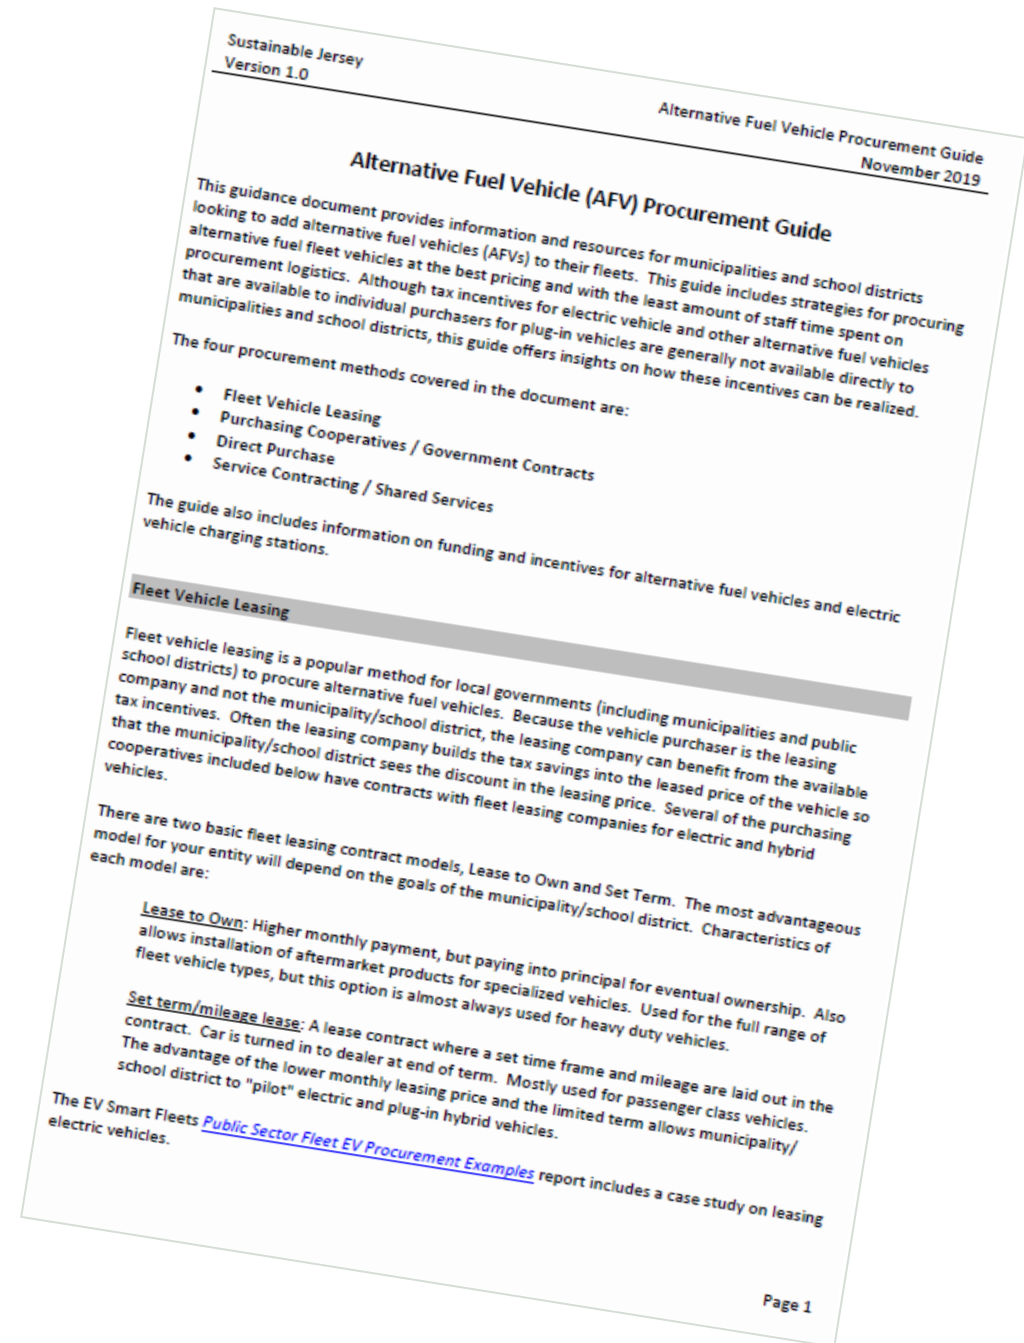 Sustainable Jersey
Version 1.0
Alternative Fuel Vehicle Procurement Guide
November 2019
Alternative Fuel Vehicle (AFV) Procurement Guide
This guidance document provides information and resources for municipalities and school districts
looking to add alternative fuel vehicles (AFVs) to their fleets.  This guide includes strategies for procuring
alternative fuel fleet vehicles at the best pricing and with the least amount of staff time spent on
procurement logistics.  Although tax incentives for electric vehicle and other alternative fuel vehicles
that are available to individual purchasers for plug-in vehicles are generally not available directly to
municipalities and school districts, this guide offers insights on how these incentives can be realized.
The four procurement methods covered in the document are:
• Fleet Vehicle Leasing
• Purchasing Cooperatives / Government Contracts
• Direct Purchase
• Service Contracting / Shared Services
The guide also includes information on funding and incentives for alternative fuel vehicles and electric
vehicle charging stations.
Fleet Vehicle Leasing
Fleet vehicle leasing is a popular method for local governments (including municipalities and public
school districts) to procure alternative fuel vehicles.  Because the vehicle purchaser is the leasing
company and not the municipality/school district, the leasing company can benefit from the available
tax incentives.  Often the leasing company builds the tax savings into the leased price of the vehicle so
that the municipality/school district sees the discount in the leasing price.  Several of the purchasing
cooperatives included below have contracts with fleet leasing companies for electric and hybrid
vehicles.
There are two basic fleet leasing contract models, Lease to Own and Set Term.  The most advantageous
model for your entity will depend on the goals of the municipality/school district.  Characteristics of
each model are:
Lease to Own: Higher monthly payment, but paying into principal for eventual ownership.  Also
allows installation of aftermarket products for specialized vehicles.  Used for the full range of
fleet vehicle types, but this option is almost always used for heavy duty vehicles.
Set term/mileage lease: A lease contract where a set time frame and mileage are laid out in the
contract.  Car is turned in to dealer at end of term.  Mostly used for passenger class vehicles.
The advantage of the lower monthly leasing price and the limited term allows municipality/
school district to "pilot" electric and plug-in hybrid vehicles.
The EV Smart Fleets Public Sector Fleet EV Procurement Examples report includes a case study on leasing
electric vehicles.
Page 1